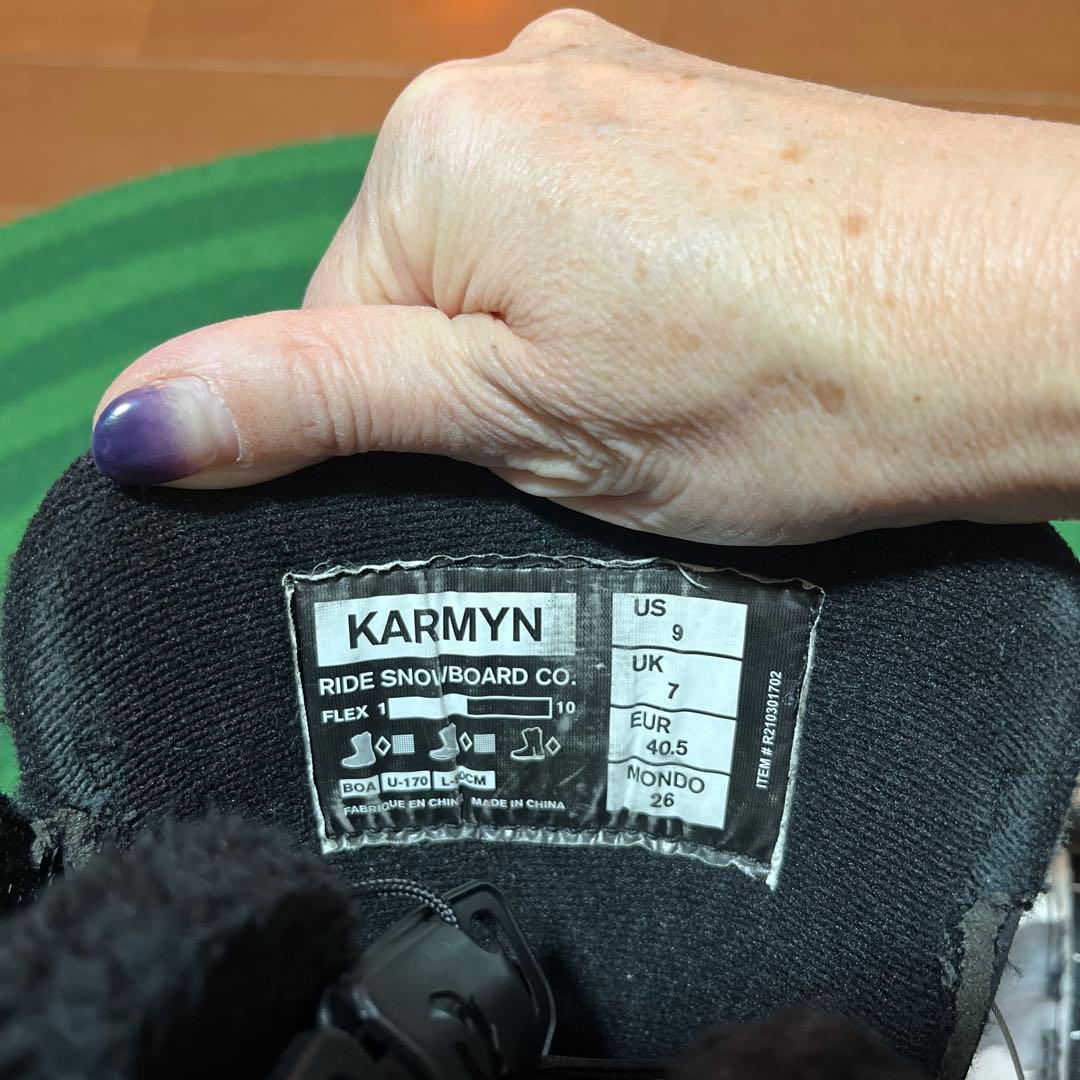 KARMYN
RIDE SNOWBOARD CO.
FLEX 1 10
BOA U-170
FABRIQUE EN CHIN MADE IN CHINA
US
9
UK
7
EUR
40.5
MONDO
26
ITEM # R210301702